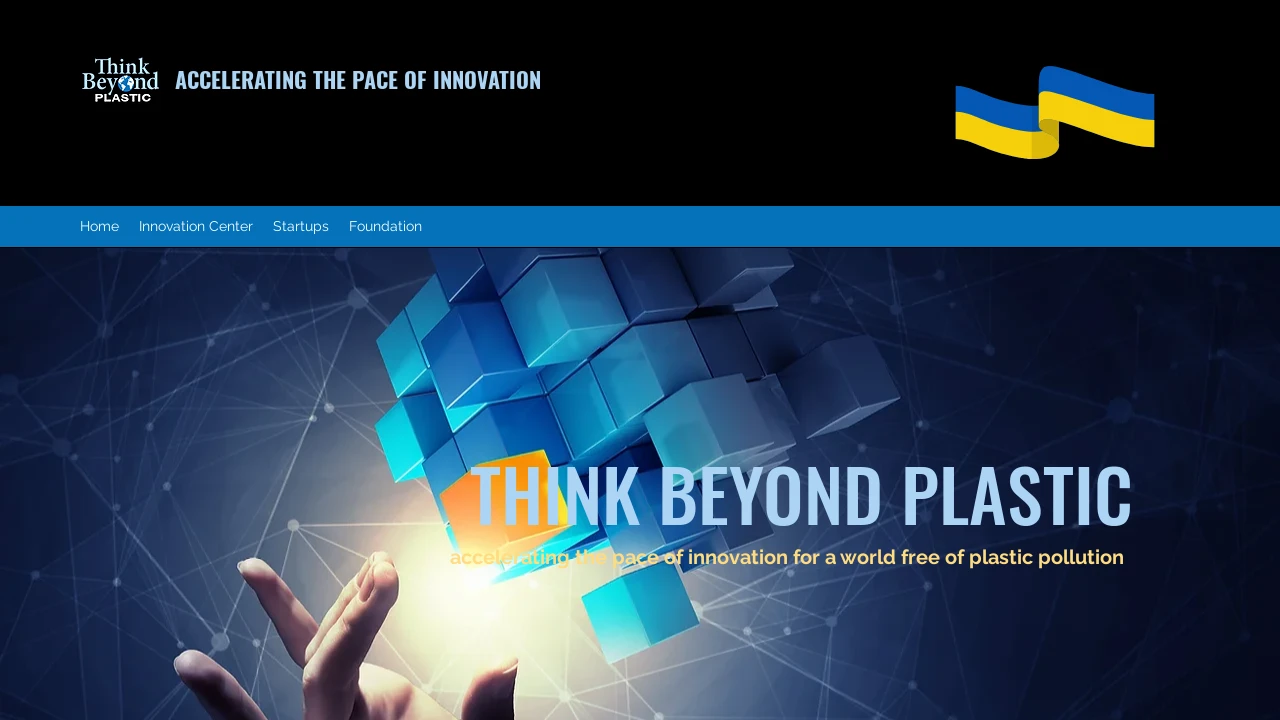 Think
Beyond
PLASTIC
ACCELERATING THE PACE OF INNOVATION
Home
Innovation Center
Startups
Foundation
THINK BEYOND PLASTIC
accelerating the pace of innovation for a world free of plastic pollution